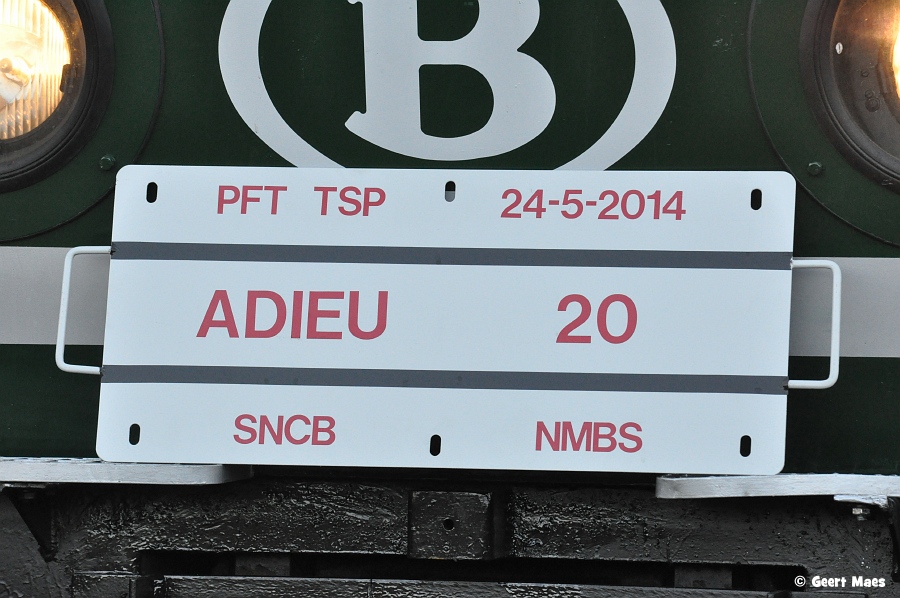 B
PFT TSP 24-5-2014
ADIEU 20
SNCB NMBS
© Geert Maes